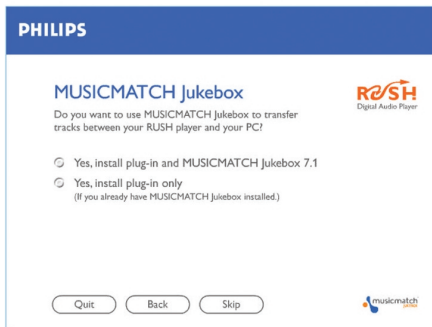 PHILIPS
MUSICMATCH Jukebox
RUSH
Digital Audio Player
Do you want to use MUSICMATCH Jukebox to transfer
tracks between your RUSH player and your PC?
Yes, install plug-in and MUSICMATCH Jukebox 7.1
Yes, install plug-in only
(If you already have MUSICMATCH Jukebox installed.)
Quit
Back
Skip
musicmatch